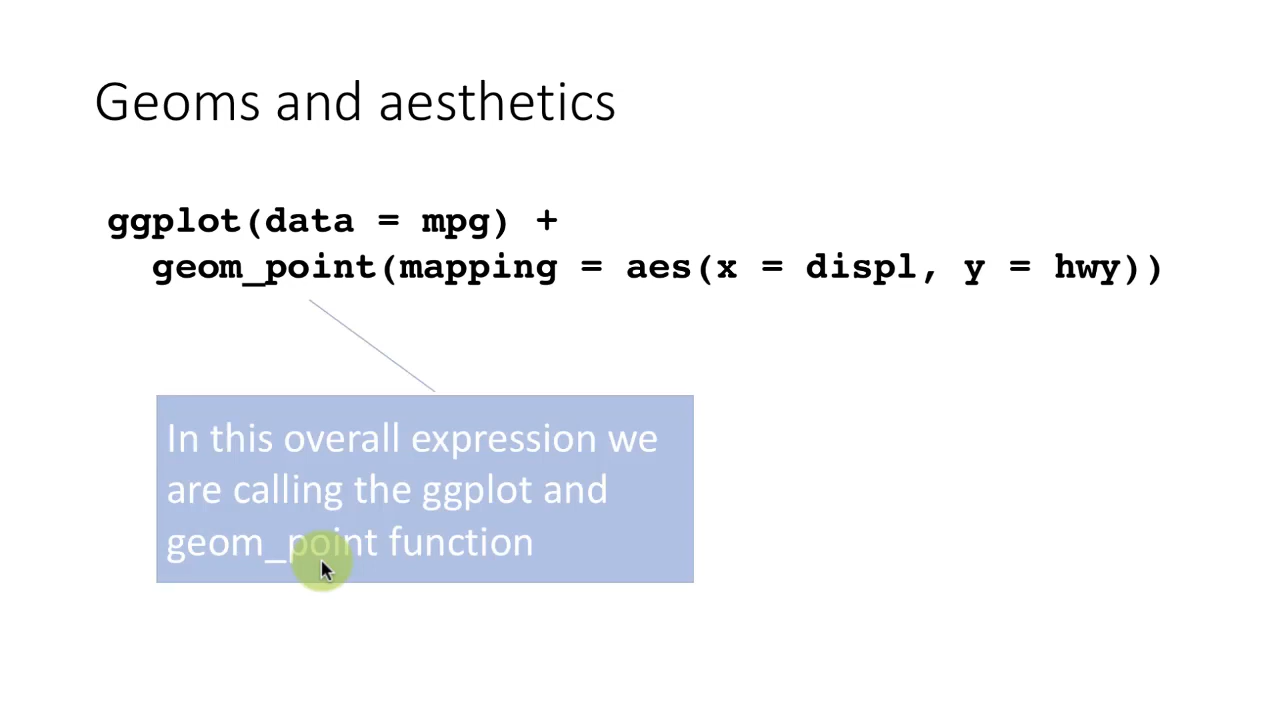 Geoms and aesthetics
ggplot(data = mpg) +
  geom_point(mapping = aes(x = displ, y = hwy))
In this overall expression we
are calling the ggplot and
geom_point function